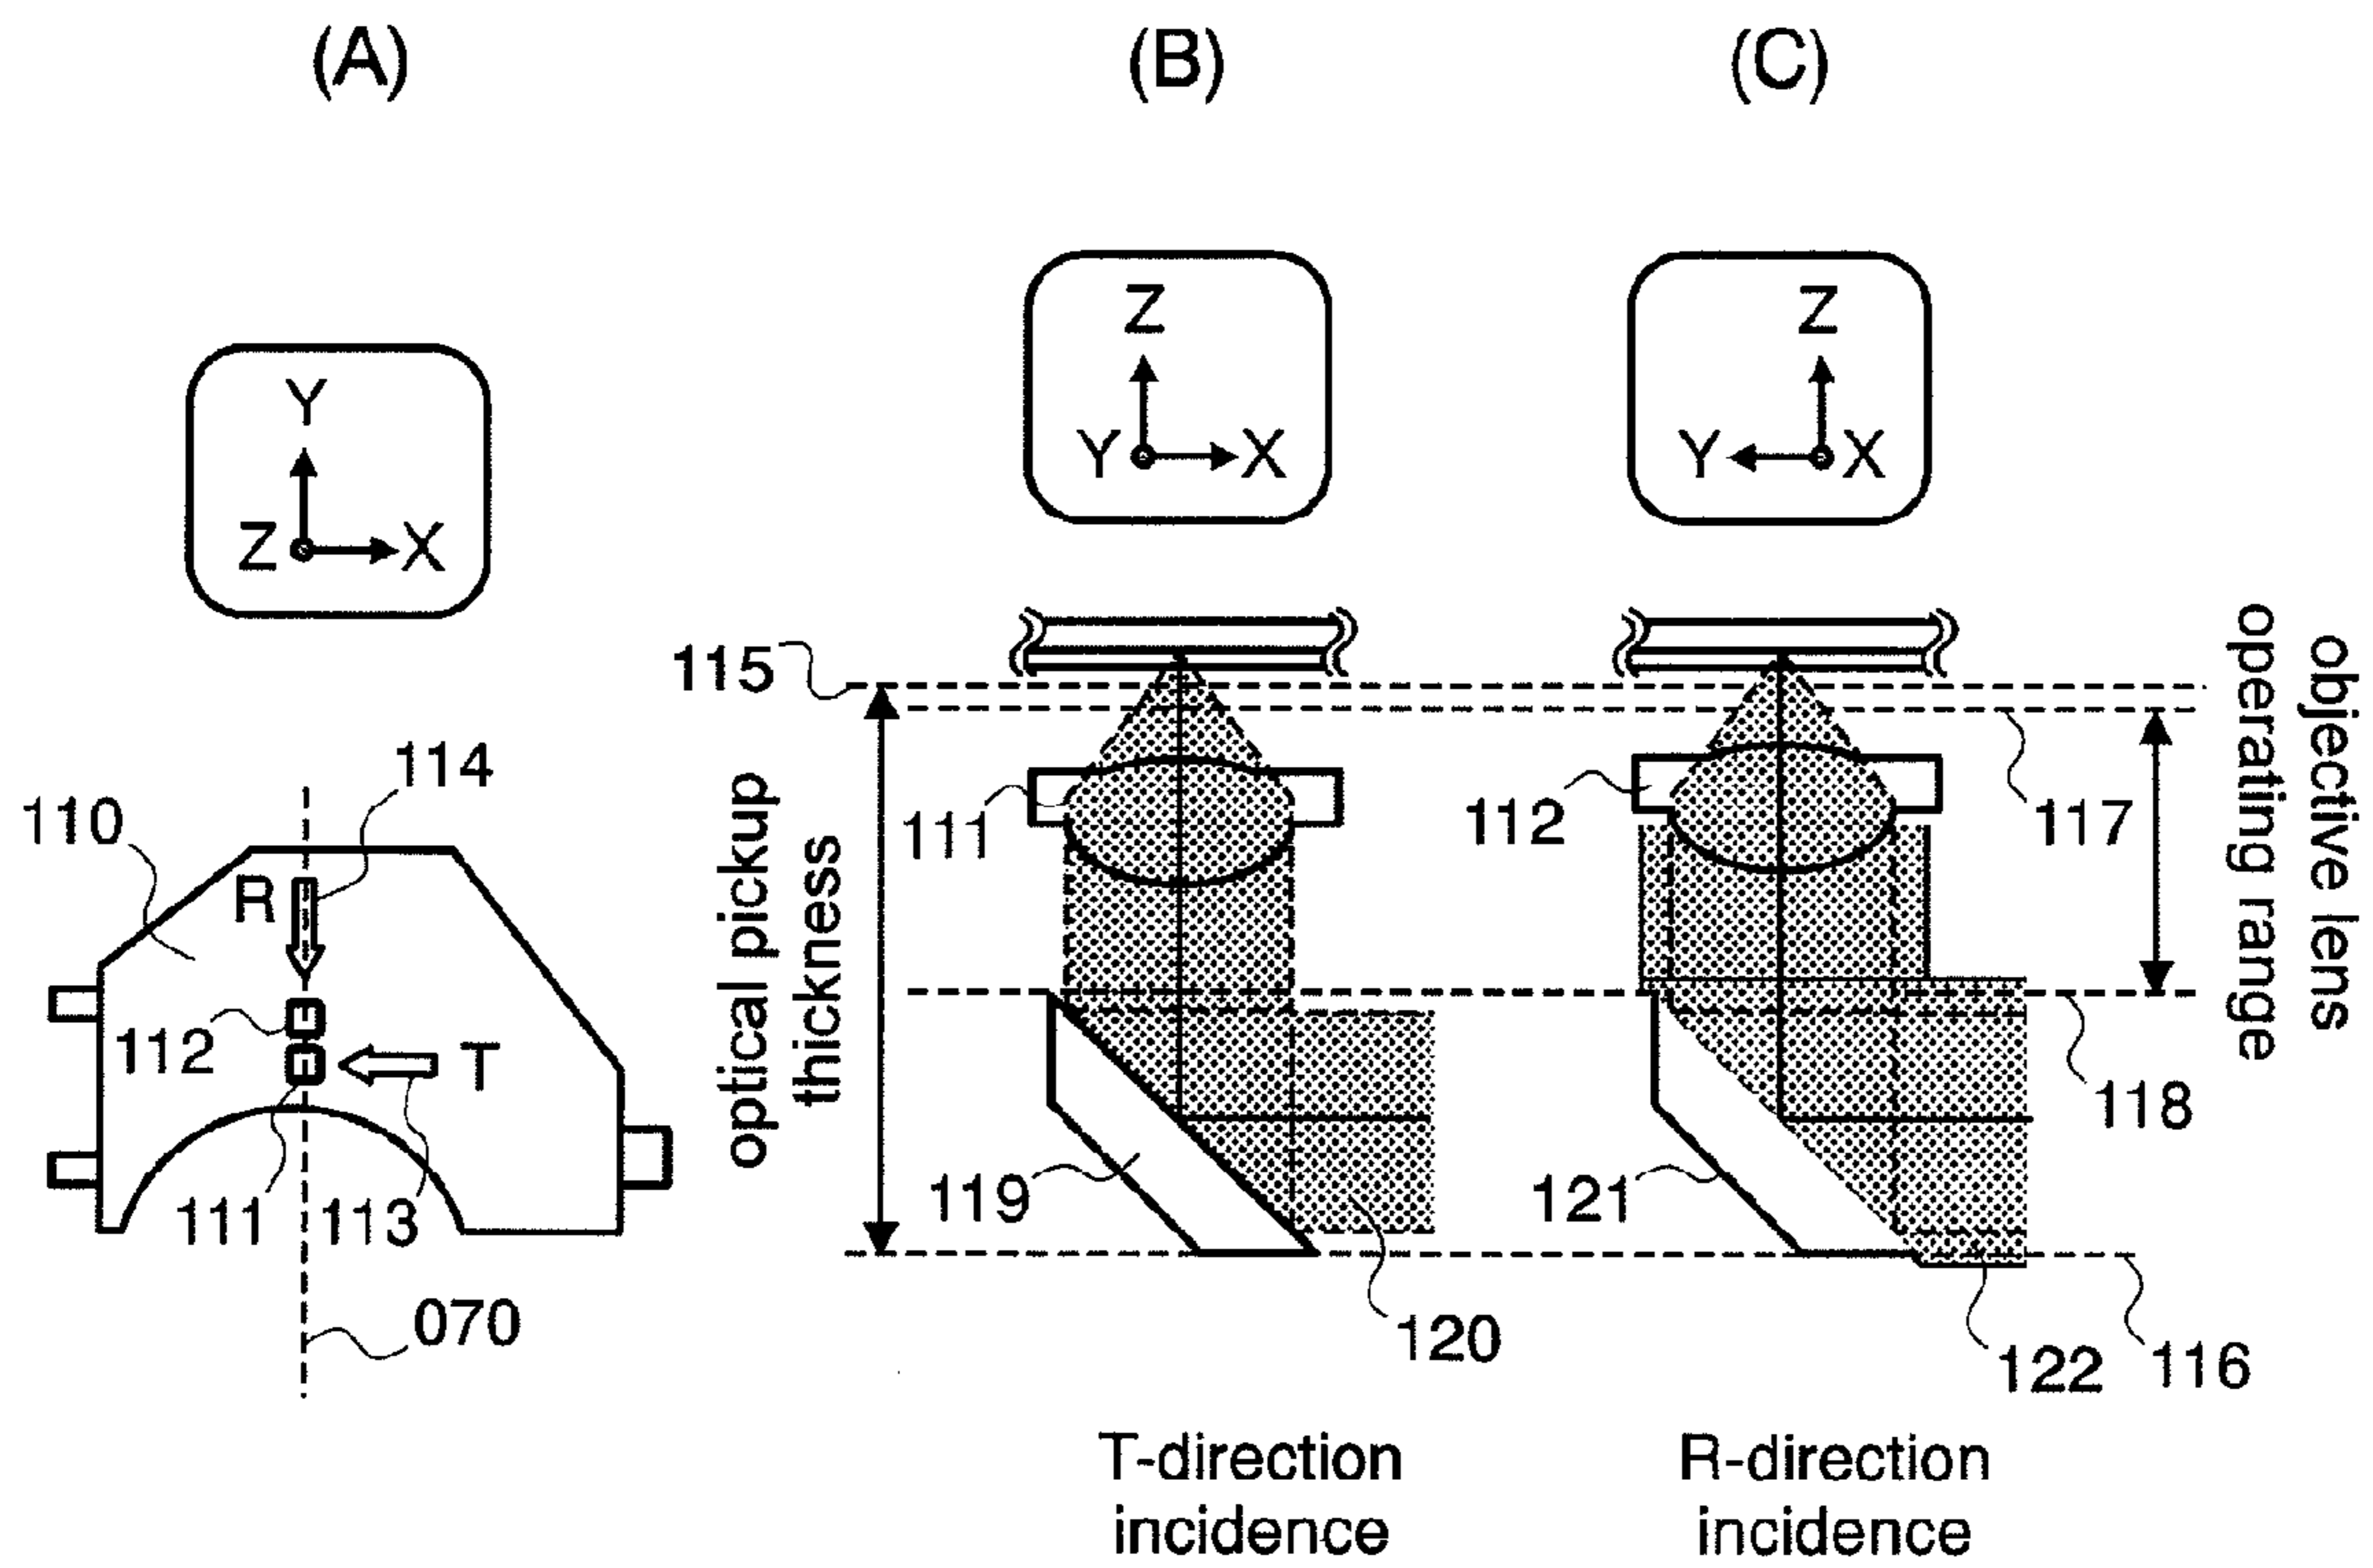 (A)
(B)
(C)
Y
Z
X
Z
Y
X
Z
Y
X
115
114
110
R
112
T
111
113
070
optical pickup
thickness
111
119
120
112
121
117
118
122
116
objective lens
operating range
T-direction
incidence
R-direction
incidence